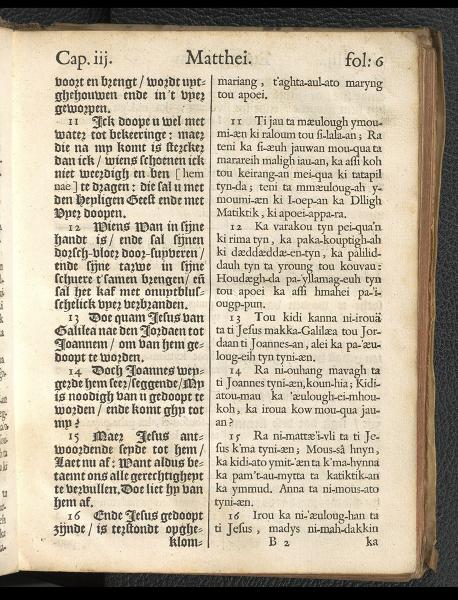 Cap. iij.
Matthei.
fol: 6
voort en brengt / wordt uyt-
ghehouwen ende in't vyer
geworpen.
11 Ick doope u wel met
water tot bekeeringe: maer
die na my komt is stercker
dan ick / wiens schoenen ick
niet weerdigh en ben [hem
nae] te dragen: die sal u met
den Heyligen Geest ende met
Vyer doopen.
12 Wiens Wan in sijne
handt is / ende sal sijnen
dorsch-vloer door-suyveren /
ende sijne tarwe in sijne
schuere t'samen brengen / eñ
sal het kaf met onuytblus-
schelick vyer verbranden.
13 Doe quam Jesus van
Galilea nae den Jordaen tot
Joannem / om van hem ge-
doopt te worden.
14 Doch Joannes wey-
gerde hem seer / seggende / My
is noodigh van u gedoopt te
worden / ende komt ghy tot
my?
15 Maer Jesus ant-
woordende seyde tot hem /
Laet nu af: Want aldus be-
taemt ons alle gerechtigheyt
te vervullen. Doe liet hy van
hem af.
16 Ende Jesus gedoopt
zijnde / is terstondt opghe-
klom-
mariang, t'aghta-aul-ato maryng
tou apoei.
11 Ti jau ta mæulough ymou-
mi-æn ki raloum tou si-lala-an; Ra
teni ka si-æuh jauwan mou-qua ta
marareih maligh iau-an, ka assi koh
tou keirang-an mei-qua ki tatapil
tyn-da; teni ta mmæuloug-ah y-
moumi-æn ki I-oep-an ka Dlligh
Matiktik, ki apoei-appa-ra.
12 Ka varakou tyn pei-qua'n
ki rima tyn, ka paka-kouptigh-ah
ki dæddæddæ-en-tyn, ka palilid-
dauh tyn ta yroung tou kouvau:
Houdægh-da pa-yllamag-euh tyn
tou apoei ka assi hmahei pa'i-
ougp-pun.
13 Tou kidi kanna ni-irouä
ta ti Jesus makka-Galilæa tou Jor-
daan ti Joannes-an, alei ka pa-'æu-
loug-eih tyn tyni-æn.
14 Ra ni-ouhang mavagh ta
ti Joannes tyni-æn, koun-hia; Kidi-
atou-mau ka 'æulough-ei-mhou-
koh, ka iroua kow mou-qua jau-
an?
15 Ra ni-mattæ'i-vli ta ti Je-
sus k'ma tyni-æn; Mous-sâ hnyn,
ka kidi-ato ymit-'æn ta k'ma-hynna
ka pam't-au-mytta ta katiktik-an
ka ymmud. Anna ta ni-mous-ato
tyni-æn.
16 Irou ka ni-'æuloug-han ta
ti Jesus, madys ni-mah-dakkin
B 2
ka